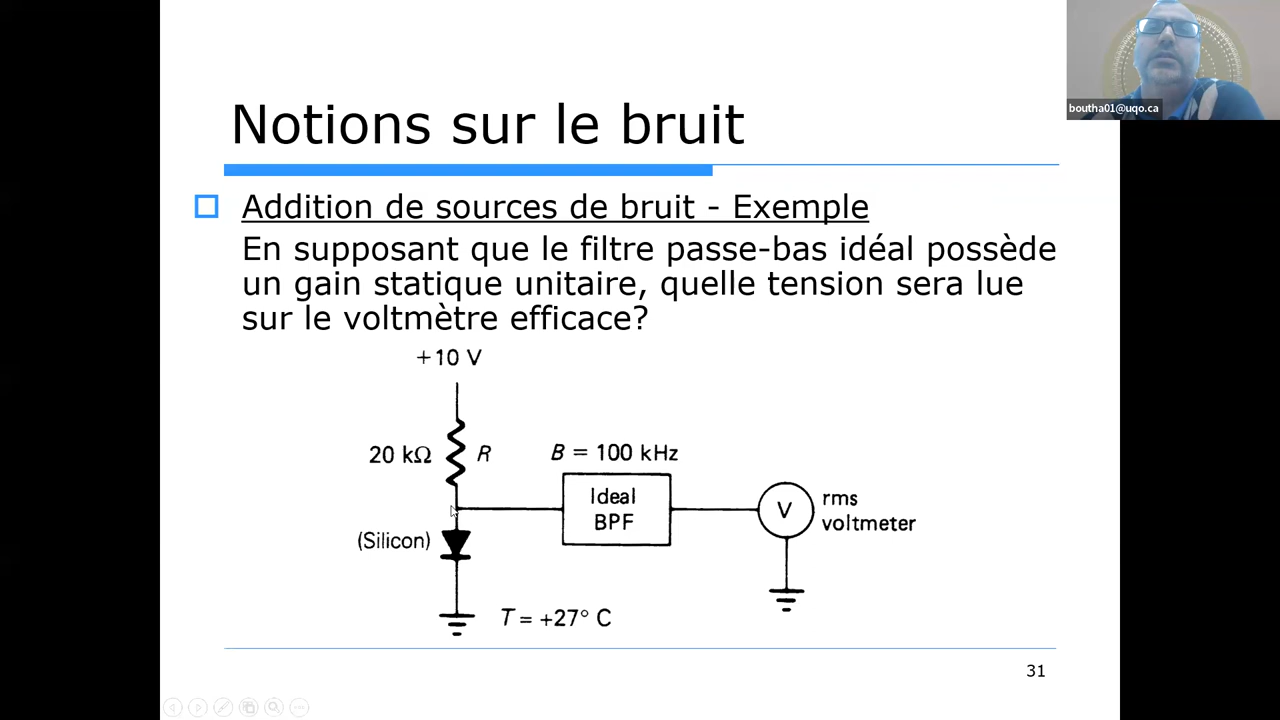 boutha01@uqo.ca
Notions sur le bruit
Addition de sources de bruit - Exemple
En supposant que le filtre passe-bas idéal possède
un gain statique unitaire, quelle tension sera lue
sur le voltmètre efficace?
+10 V
20 kΩ R
B = 100 kHz
Ideal
BPF
V
rms
voltmeter
(Silicon)
T = +27° C
31